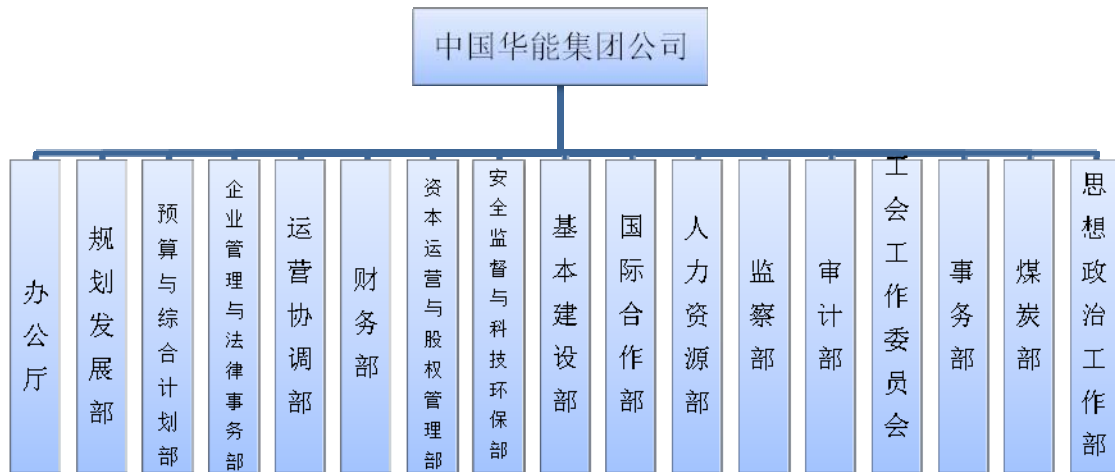 中国华能集团公司
办公厅
规划发展部
预算与综合计划部
企业管理与法律事务部
运营协调部
财务部
资本运营与股权管理部
安全监督与科技环保部
基本建设部
国际合作部
人力资源部
监察部
审计部
工会工作委员会
事务部
煤炭部
思想政治工作部